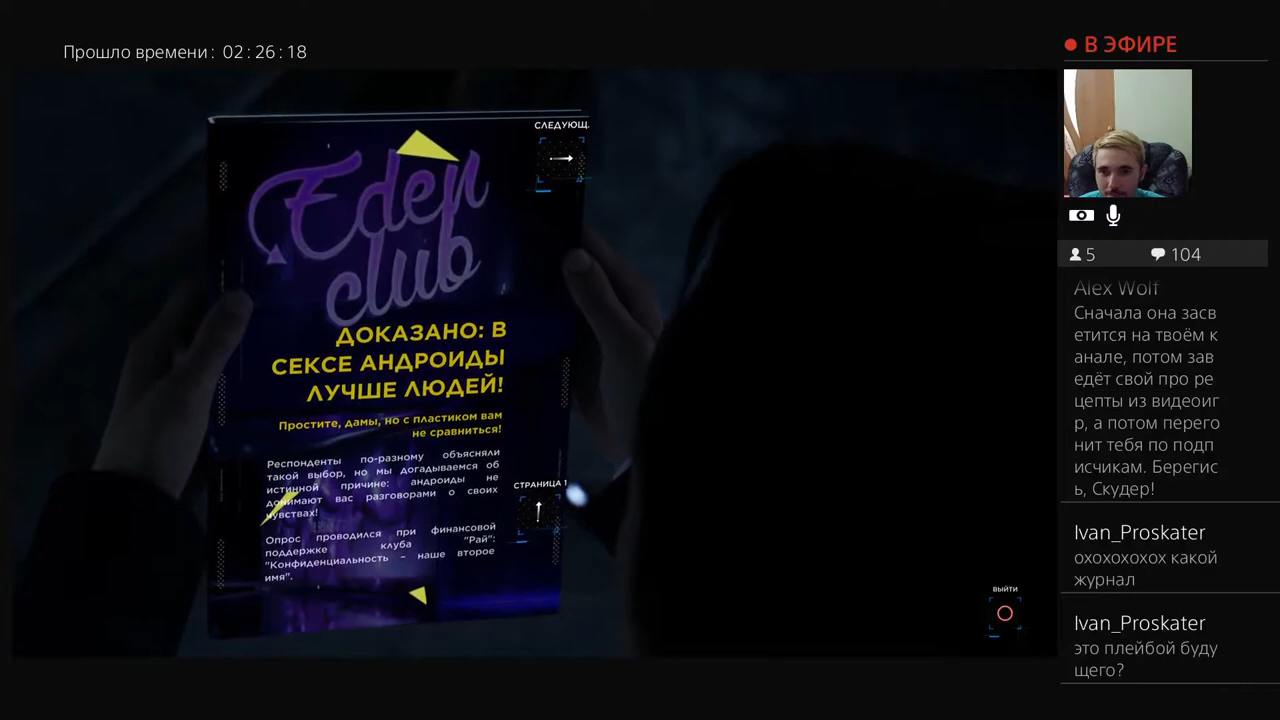 Прошло времени: 02:26:18
СЛЕДУЮЩ.
Eden
club
ДОКАЗАНО: В
СЕКСЕ АНДРОИДЫ
ЛУЧШЕ ЛЮДЕЙ!
Простите, дамы, но с пластиком вам
не сравниться!
Респонденты по-разному объясняли
такой выбор, но мы догадываемся об
истинной причине: андроиды не
донимают вас разговорами о своих
чувствах!
Опрос проводился при финансовой
поддержке клуба "Рай":
"Конфиденциальность – наше второе
имя".
СТРАНИЦА 1
ВЫЙТИ
В ЭФИРЕ
5 104
Alex Wolf
Сначала она засв
етится на твоём к
анале, потом зав
едёт свой про ре
цепты из видеоиг
р, а потом перего
нит тебя по подп
исчикам. Берегис
ь, Скудер!
Ivan_Proskater
охохохохох какой
журнал
Ivan_Proskater
это плейбой буду
щего?